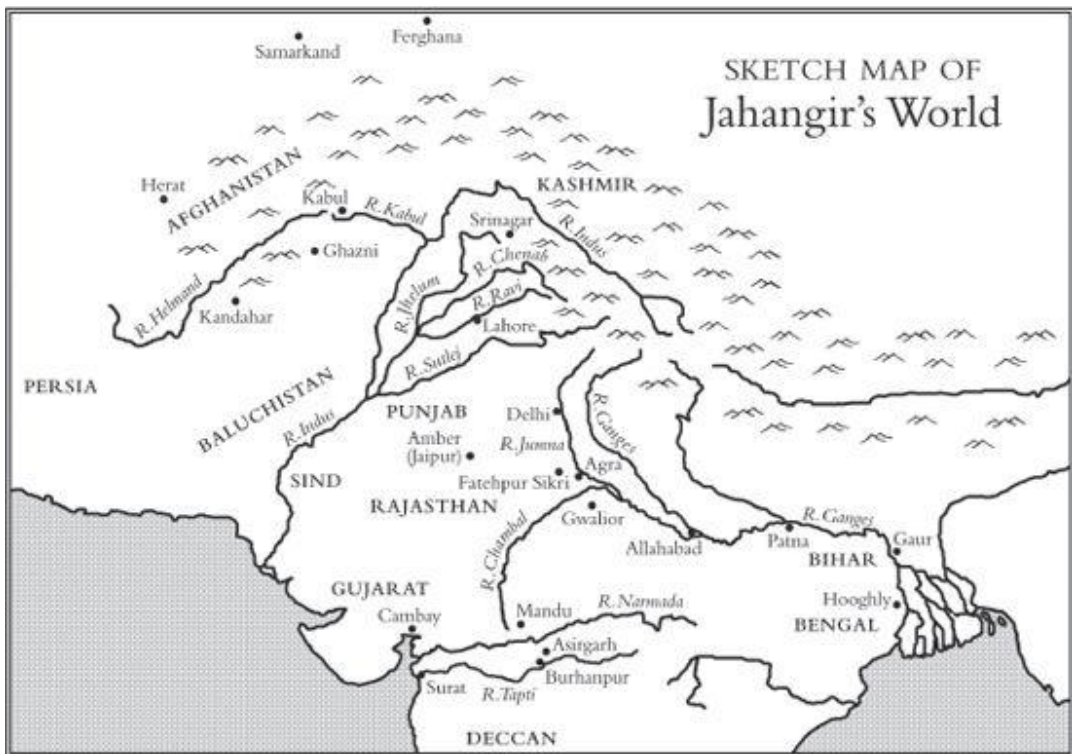 SKETCH MAP OF
Jahangir's World
Ferghana
Samarkand
Herat
AFGHANISTAN
Kabul
R. Kabul
KASHMIR
Srinagar
R. Indus
Ghazni
R. Chenab
R. Helmand
R. Jhelum
R. Ravi
Kandahar
Lahore
R. Sutlej
PERSIA
BALUCHISTAN
PUNJAB
Delhi
R. Ganges
R. Indus
Amber
(Jaipur)
R. Jumna
Agra
SIND
Fatehpur Sikri
RAJASTHAN
Gwalior
R. Chambal
Allahabad
Patna
R. Ganges
Gaur
BIHAR
GUJARAT
Cambay
Mandu
R. Narmada
Hooghly
BENGAL
Asirgarh
Burhanpur
Surat
R. Tapti
DECCAN